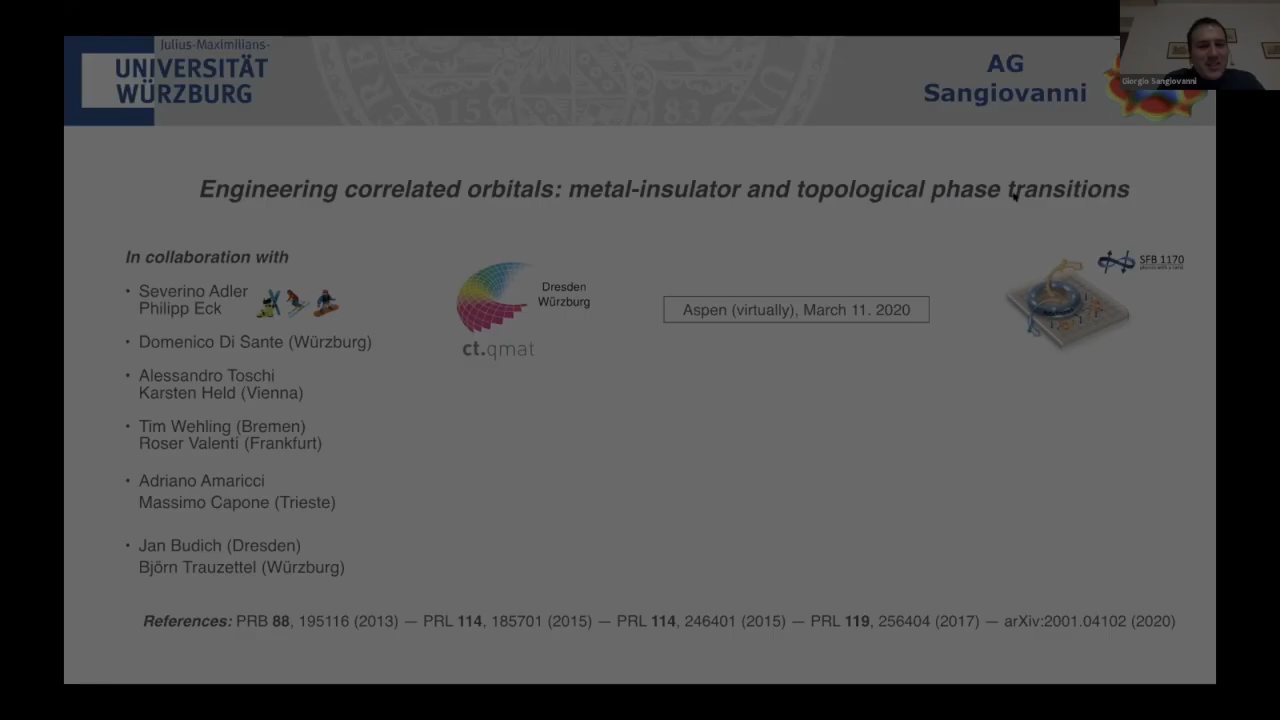 Julius-Maximilians-
UNIVERSITÄT
WÜRZBURG
AG
Sangiovanni
Giorgio Sangiovanni
Engineering correlated orbitals: metal-insulator and topological phase transitions
In collaboration with
• Severino Adler
Philipp Eck
• Domenico Di Sante (Würzburg)
• Alessandro Toschi
Karsten Held (Vienna)
• Tim Wehling (Bremen)
Roser Valentí (Frankfurt)
• Adriano Amaricci
Massimo Capone (Trieste)
• Jan Budich (Dresden)
Björn Trauzettel (Würzburg)
Dresden
Würzburg
ct.qmat
Aspen (virtually), March 11. 2020
SFB 1170
References: PRB 88, 195116 (2013) — PRL 114, 185701 (2015) — PRL 114, 246401 (2015) — PRL 119, 256404 (2017) — arXiv:2001.04102 (2020)